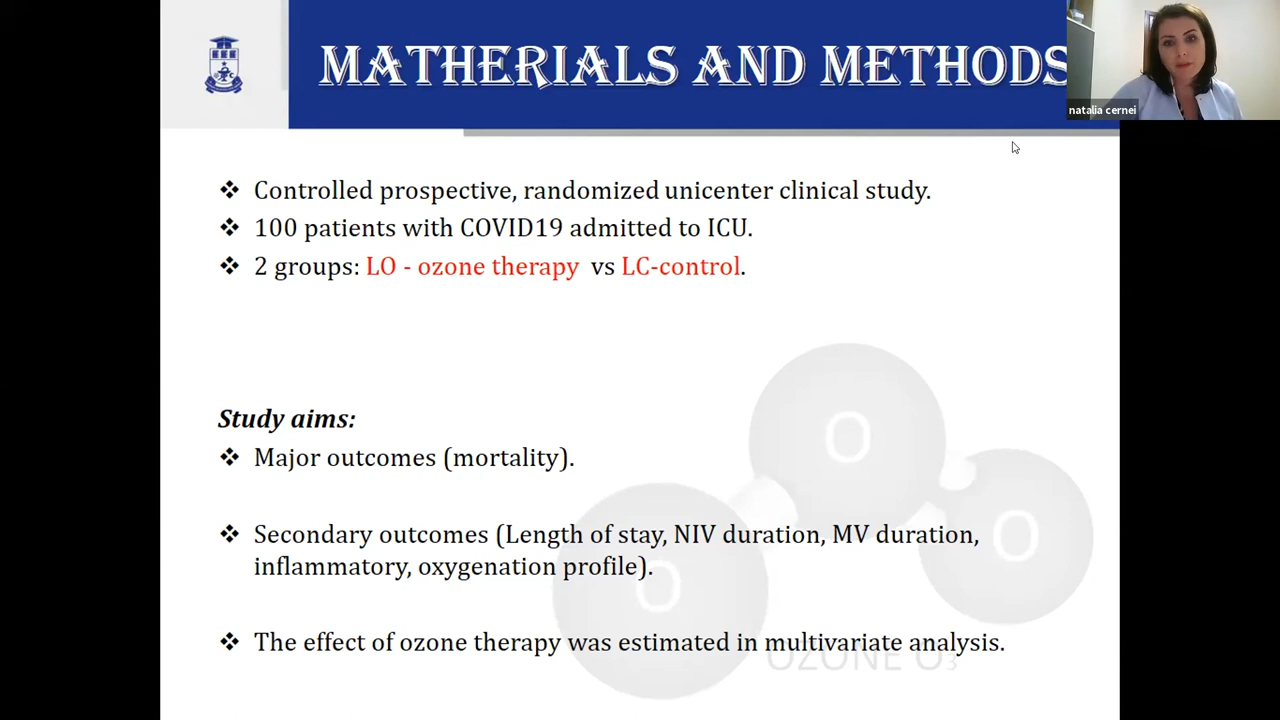 MATHERIALS AND METHODS
natalia cernei
❖ Controlled prospective, randomized unicenter clinical study.
❖ 100 patients with COVID19 admitted to ICU.
❖ 2 groups: LO - ozone therapy vs LC-control.
Study aims:
❖ Major outcomes (mortality).
❖ Secondary outcomes (Length of stay, NIV duration, MV duration,
inflammatory, oxygenation profile).
❖ The effect of ozone therapy was estimated in multivariate analysis.
O
O
O
OZONE O3